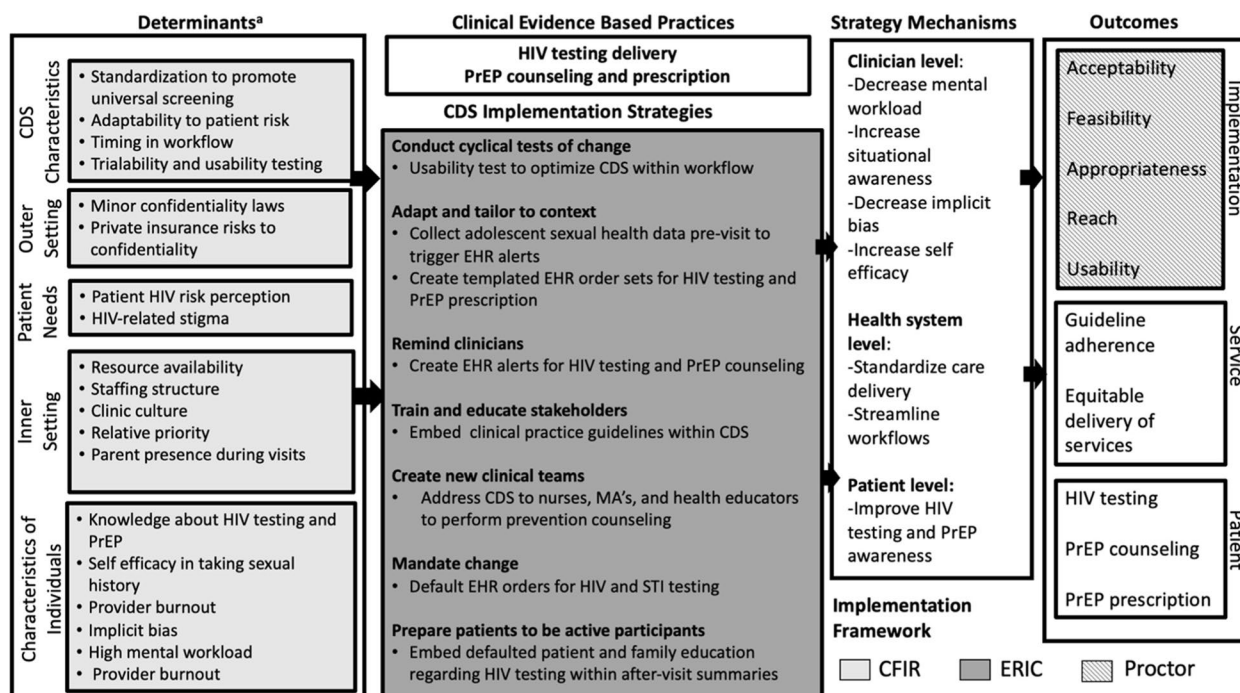 Determinantsª
CDS
Characteristics
• Standardization to promote
universal screening
• Adaptability to patient risk
• Timing in workflow
• Trialability and usability testing
Outer
Setting
• Minor confidentiality laws
• Private insurance risks to
confidentiality
Patient
Needs
• Patient HIV risk perception
• HIV-related stigma
Inner
Setting
• Resource availability
• Staffing structure
• Clinic culture
• Relative priority
• Parent presence during visits
Characteristics of
Individuals
• Knowledge about HIV testing and
PrEP
• Self efficacy in taking sexual
history
• Provider burnout
• Implicit bias
• High mental workload
• Provider burnout
Clinical Evidence Based Practices
HIV testing delivery
PrEP counseling and prescription
CDS Implementation Strategies
Conduct cyclical tests of change
• Usability test to optimize CDS within workflow
Adapt and tailor to context
• Collect adolescent sexual health data pre-visit to
trigger EHR alerts
• Create templated EHR order sets for HIV testing and
PrEP prescription
Remind clinicians
• Create EHR alerts for HIV testing and PrEP counseling
Train and educate stakeholders
• Embed clinical practice guidelines within CDS
Create new clinical teams
• Address CDS to nurses, MA's, and health educators
to perform prevention counseling
Mandate change
• Default EHR orders for HIV and STI testing
Prepare patients to be active participants
• Embed defaulted patient and family education
regarding HIV testing within after-visit summaries
Strategy Mechanisms
Clinician level:
-Decrease mental
workload
-Increase
situational
awareness
-Decrease implicit
bias
-Increase self
efficacy
Health system
level:
-Standardize care
delivery
-Streamline
workflows
Patient level:
-Improve HIV
testing and PrEP
awareness
Outcomes
Acceptability
Feasibility
Appropriateness
Reach
Usability
Implementation
Guideline
adherence
Equitable
delivery of
services
Service
HIV testing
PrEP counseling
PrEP prescription
Patient
Implementation
Framework
CFIR
ERIC
Proctor